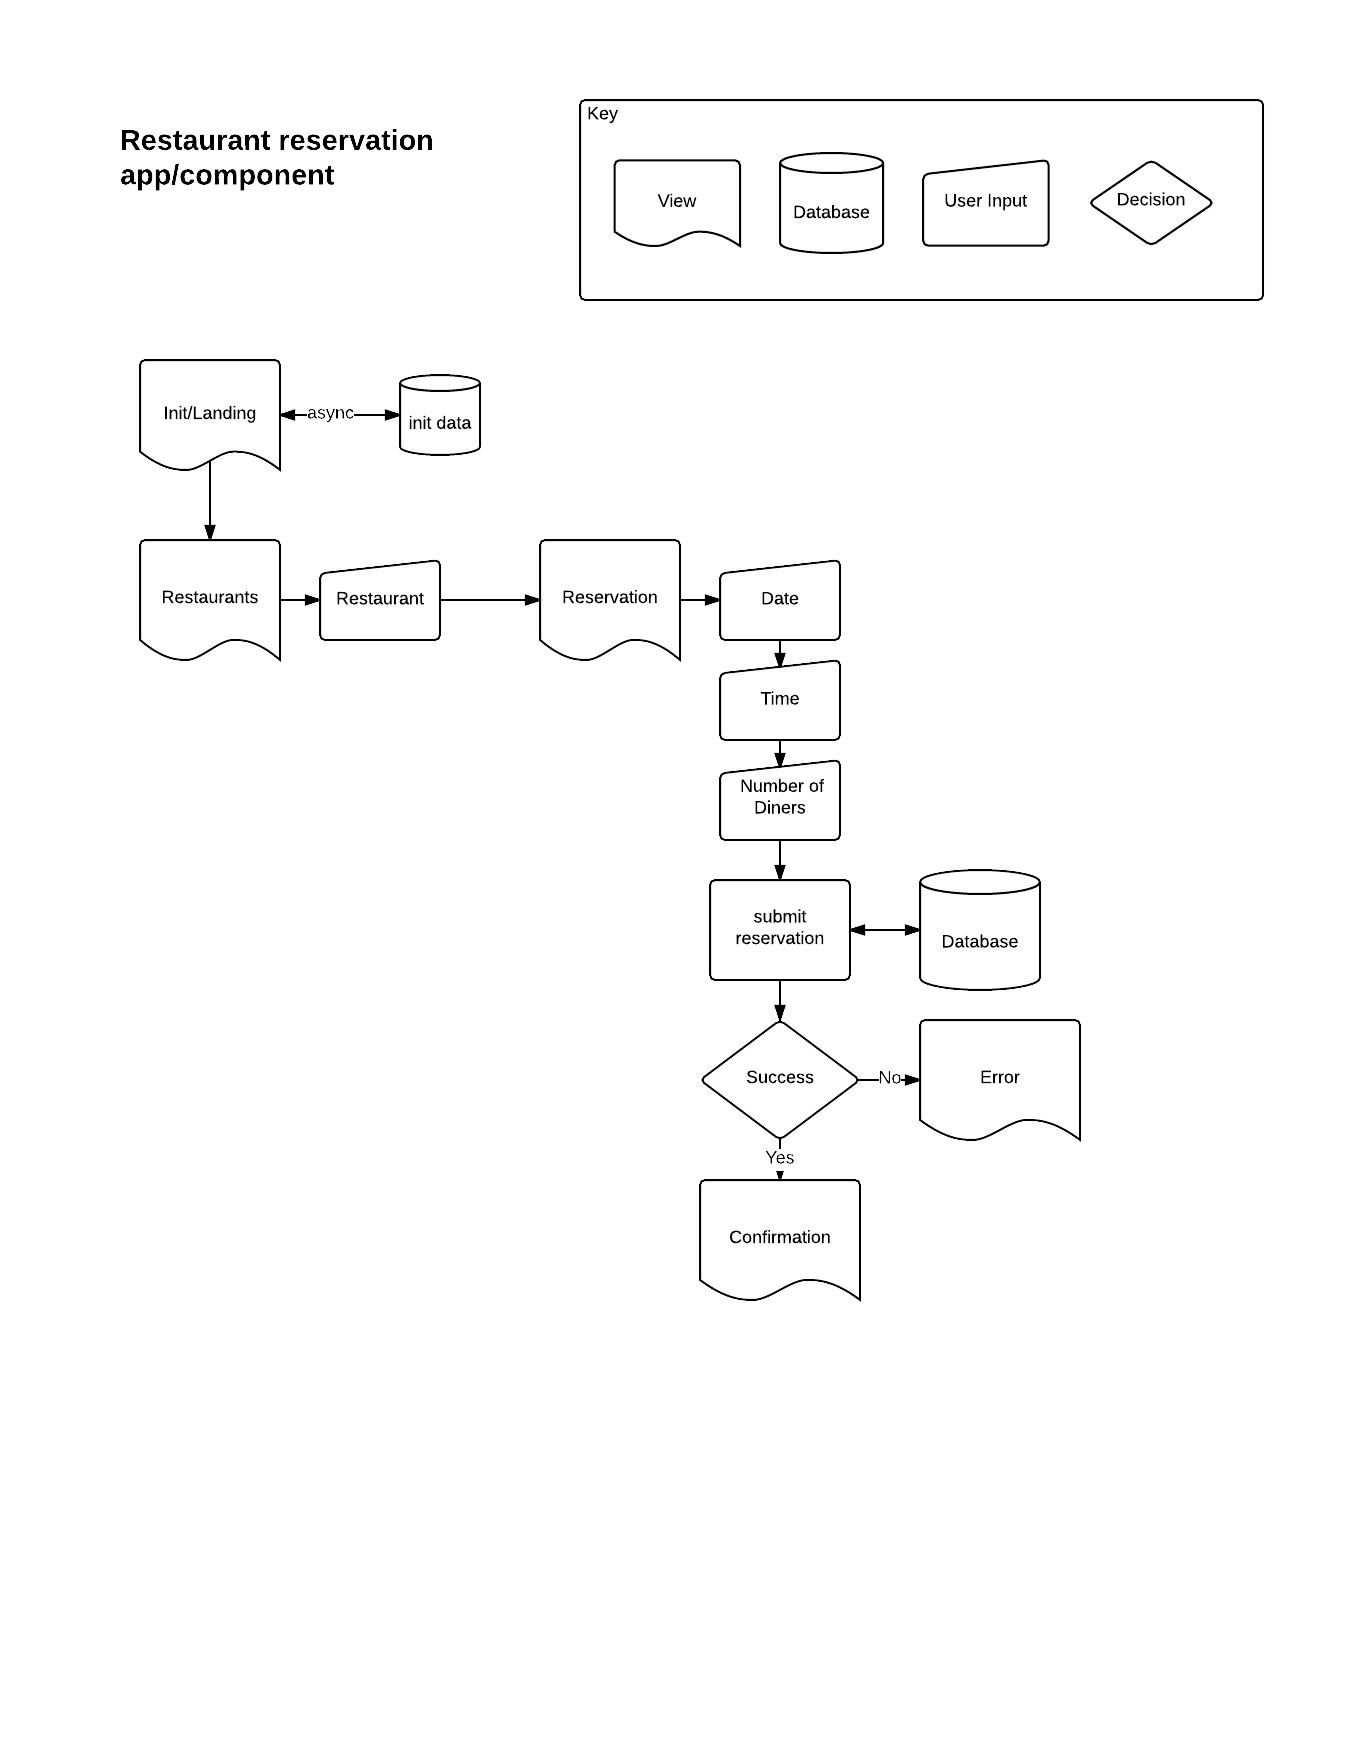 Restaurant reservation
app/component
Key
View
Database
User Input
Decision
Init/Landing
async
init data
Restaurants
Restaurant
Reservation
Date
Time
Number of
Diners
submit
reservation
Database
Success
No
Error
Yes
Confirmation